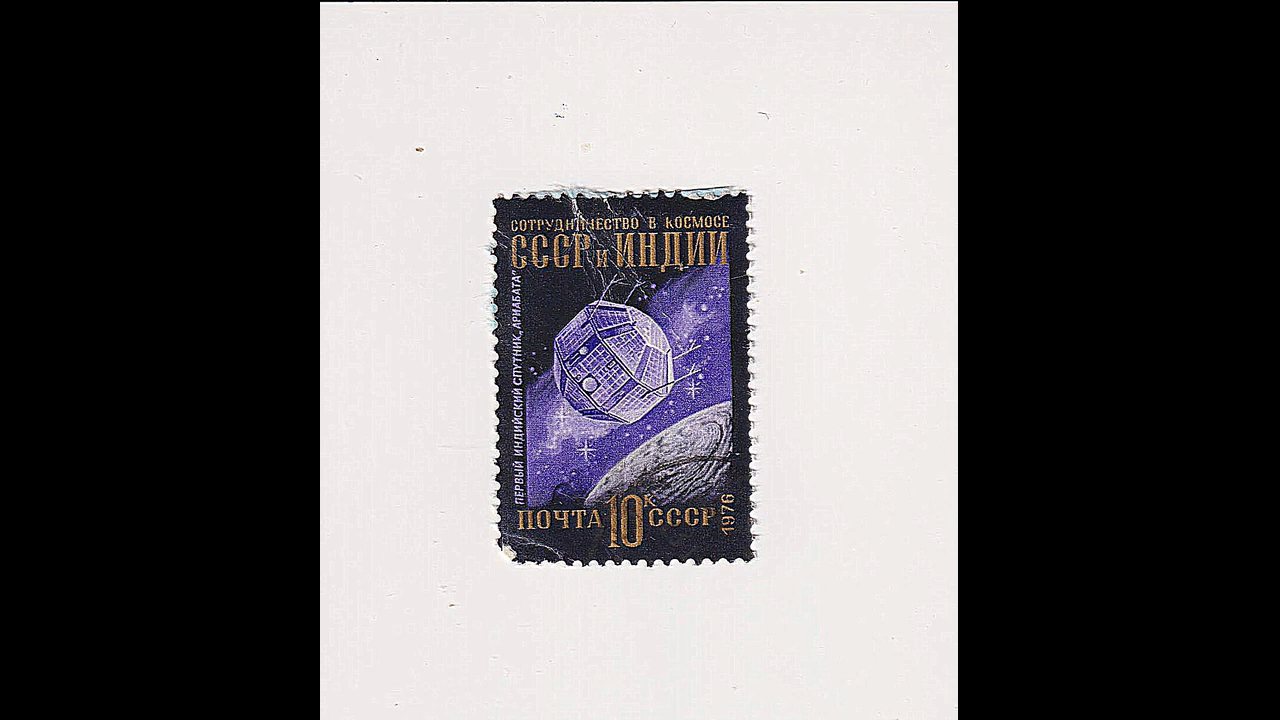 СОТРУДНИЧЕСТВО В КОСМОСЕ
СССР и ИНДИИ
ПЕРВЫЙ ИНДИЙСКИЙ СПУТНИК „АРИАБАТА"
ПОЧТА 10К СССР
1976